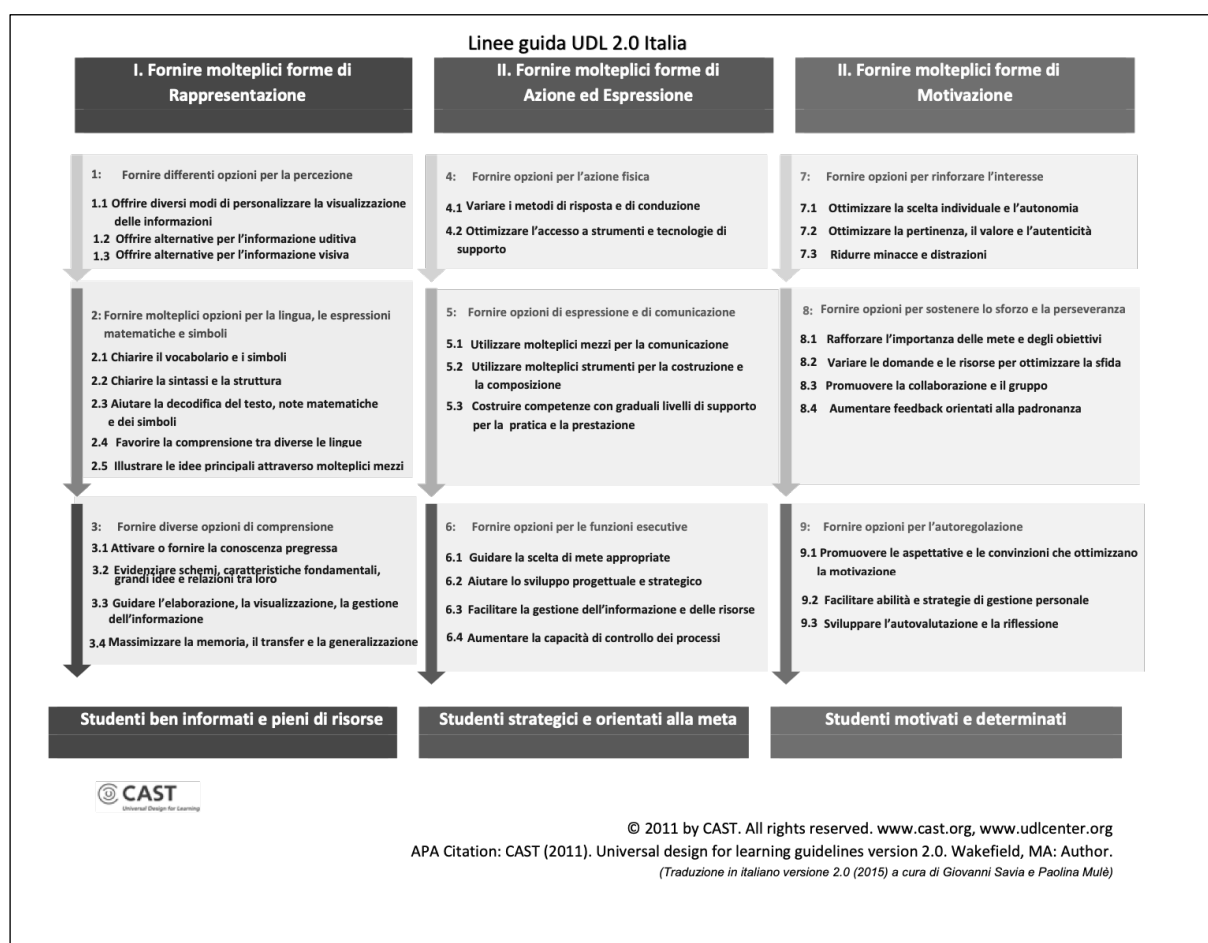 Linee guida UDL 2.0 Italia
I. Fornire molteplici forme di
Rappresentazione
1: Fornire differenti opzioni per la percezione
1.1 Offrire diversi modi di personalizzare la visualizzazione
delle informazioni
1.2 Offrire alternative per l'informazione uditiva
1.3 Offrire alternative per l'informazione visiva
2: Fornire molteplici opzioni per la lingua, le espressioni
matematiche e simboli
2.1 Chiarire il vocabolario e i simboli
2.2 Chiarire la sintassi e la struttura
2.3 Aiutare la decodifica del testo, note matematiche
e dei simboli
2.4 Favorire la comprensione tra diverse le lingue
2.5 Illustrare le idee principali attraverso molteplici mezzi
3: Fornire diverse opzioni di comprensione
3.1 Attivare o fornire la conoscenza pregressa
3.2 Evidenziare schemi, caratteristiche fondamentali,
grandi idee e relazioni tra loro
3.3 Guidare l'elaborazione, la visualizzazione, la gestione
dell'informazione
3.4 Massimizzare la memoria, il transfer e la generalizzazione
Studenti ben informati e pieni di risorse
II. Fornire molteplici forme di
Azione ed Espressione
4: Fornire opzioni per l'azione fisica
4.1 Variare i metodi di risposta e di conduzione
4.2 Ottimizzare l'accesso a strumenti e tecnologie di
supporto
5: Fornire opzioni di espressione e di comunicazione
5.1 Utilizzare molteplici mezzi per la comunicazione
5.2 Utilizzare molteplici strumenti per la costruzione e
la composizione
5.3 Costruire competenze con graduali livelli di supporto
per la pratica e la prestazione
6: Fornire opzioni per le funzioni esecutive
6.1 Guidare la scelta di mete appropriate
6.2 Aiutare lo sviluppo progettuale e strategico
6.3 Facilitare la gestione dell'informazione e delle risorse
6.4 Aumentare la capacità di controllo dei processi
Studenti strategici e orientati alla meta
II. Fornire molteplici forme di
Motivazione
7: Fornire opzioni per rinforzare l'interesse
7.1 Ottimizzare la scelta individuale e l'autonomia
7.2 Ottimizzare la pertinenza, il valore e l'autenticità
7.3 Ridurre minacce e distrazioni
8: Fornire opzioni per sostenere lo sforzo e la perseveranza
8.1 Rafforzare l'importanza delle mete e degli obiettivi
8.2 Variare le domande e le risorse per ottimizzare la sfida
8.3 Promuovere la collaborazione e il gruppo
8.4 Aumentare feedback orientati alla padronanza
9: Fornire opzioni per l'autoregolazione
9.1 Promuovere le aspettative e le convinzioni che ottimizzano
la motivazione
9.2 Facilitare abilità e strategie di gestione personale
9.3 Sviluppare l'autovalutazione e la riflessione
Studenti motivati e determinati
CAST
Universal Design for Learning
© 2011 by CAST. All rights reserved. www.cast.org, www.udlcenter.org
APA Citation: CAST (2011). Universal design for learning guidelines version 2.0. Wakefield, MA: Author.
(Traduzione in italiano versione 2.0 (2015) a cura di Giovanni Savia e Paolina Mulè)